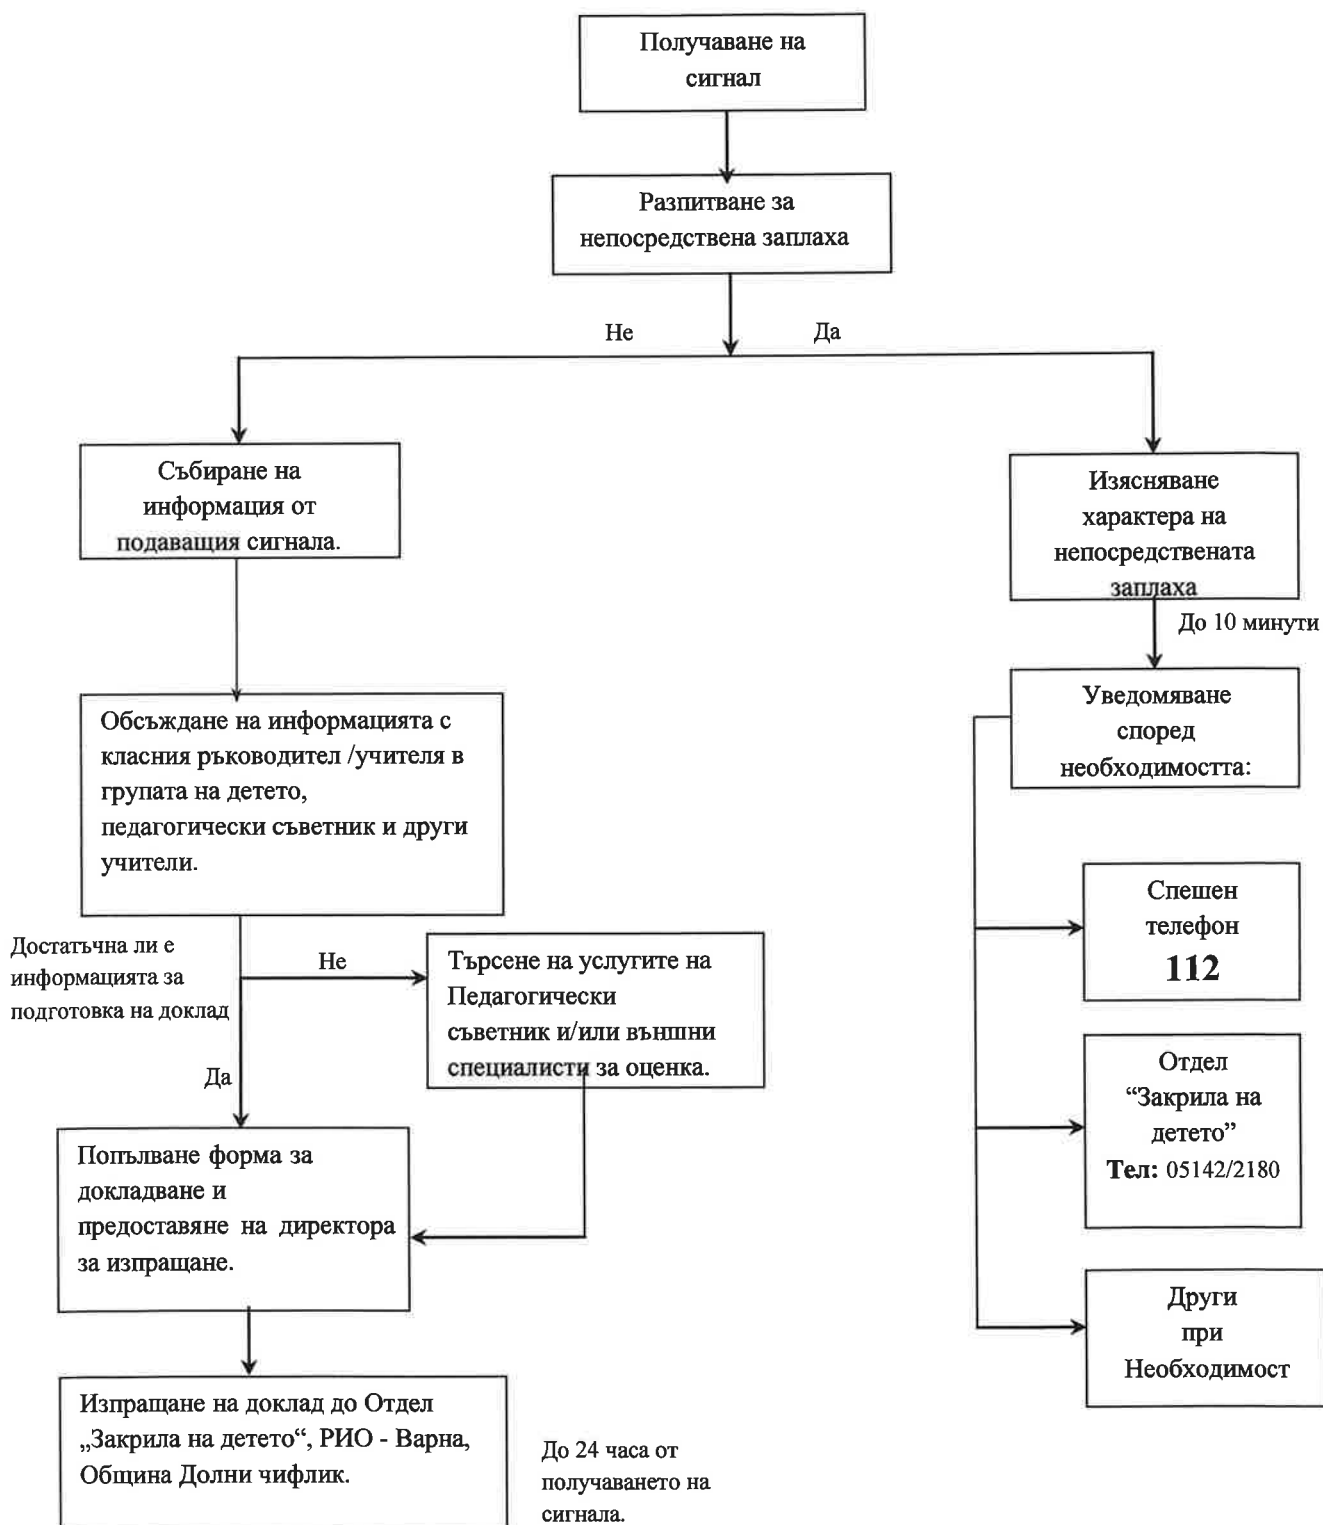 Получаване на
сигнал
Разпитване за
непосредствена заплаха
Не
Да
Събиране на
информация от
подаващия сигнала.
Изясняване
характера на
непосредствената
заплаха
До 10 минути
Обсъждане на информацията с
класния ръководител /учителя в
групата на детето,
педагогически съветник и други
учители.
Уведомяване
според
необходимостта:
Достатъчна ли е
информацията за
подготовка на доклад
Не
Търсене на услугите на
Педагогически
съветник и/или външни
специалисти за оценка.
Да
Спешен
телефон
112
Отдел
“Закрила на
детето”
Тел: 05142/2180
Попълване форма за
докладване и
предоставяне на директора
за изпращане.
Други
при
Необходимост
Изпращане на доклад до Отдел
„Закрила на детето“, РИО - Варна,
Община Долни чифлик.
До 24 часа от
получаването на
сигнала.